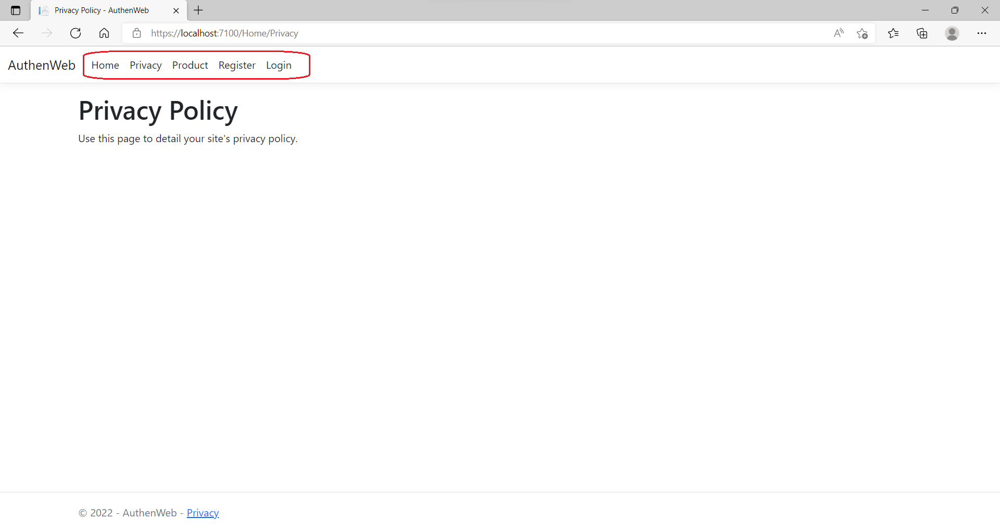 Privacy Policy - AuthenWeb
https://localhost:7100/Home/Privacy
AuthenWeb Home Privacy Product Register Login
Privacy Policy
Use this page to detail your site's privacy policy.
© 2022 - AuthenWeb - Privacy